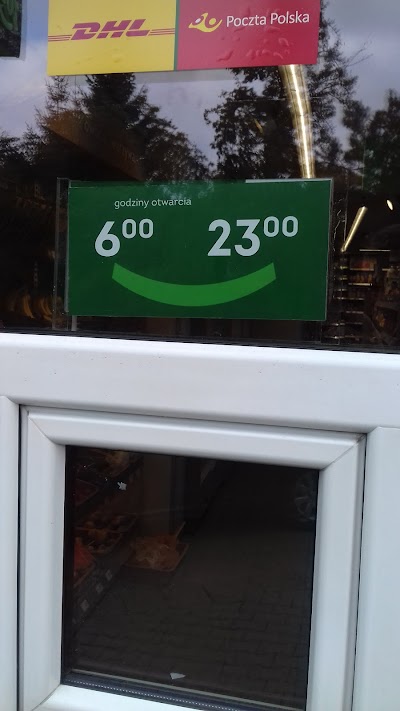 DHL
Poczta Polska
godziny otwarcia
6⁰⁰ 23⁰⁰